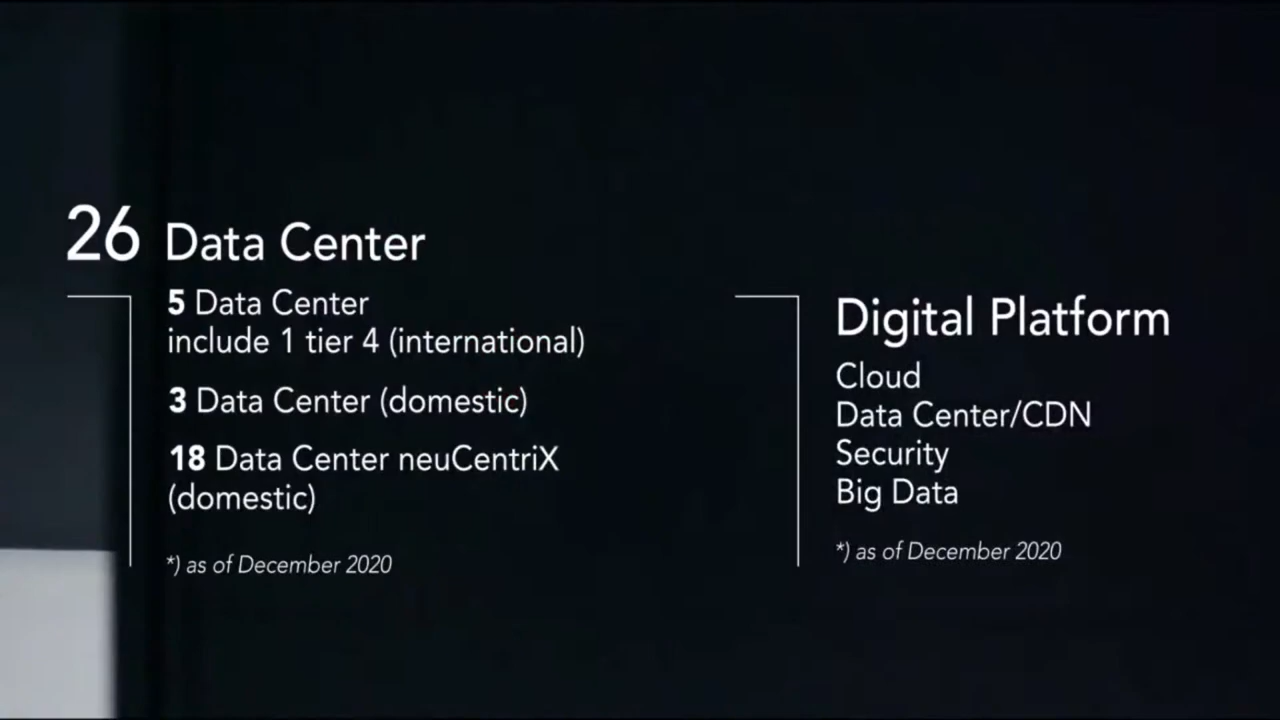 26 Data Center
5 Data Center
include 1 tier 4 (international)
3 Data Center (domestic)
18 Data Center neuCentriX
(domestic)
*) as of December 2020
Digital Platform
Cloud
Data Center/CDN
Security
Big Data
*) as of December 2020